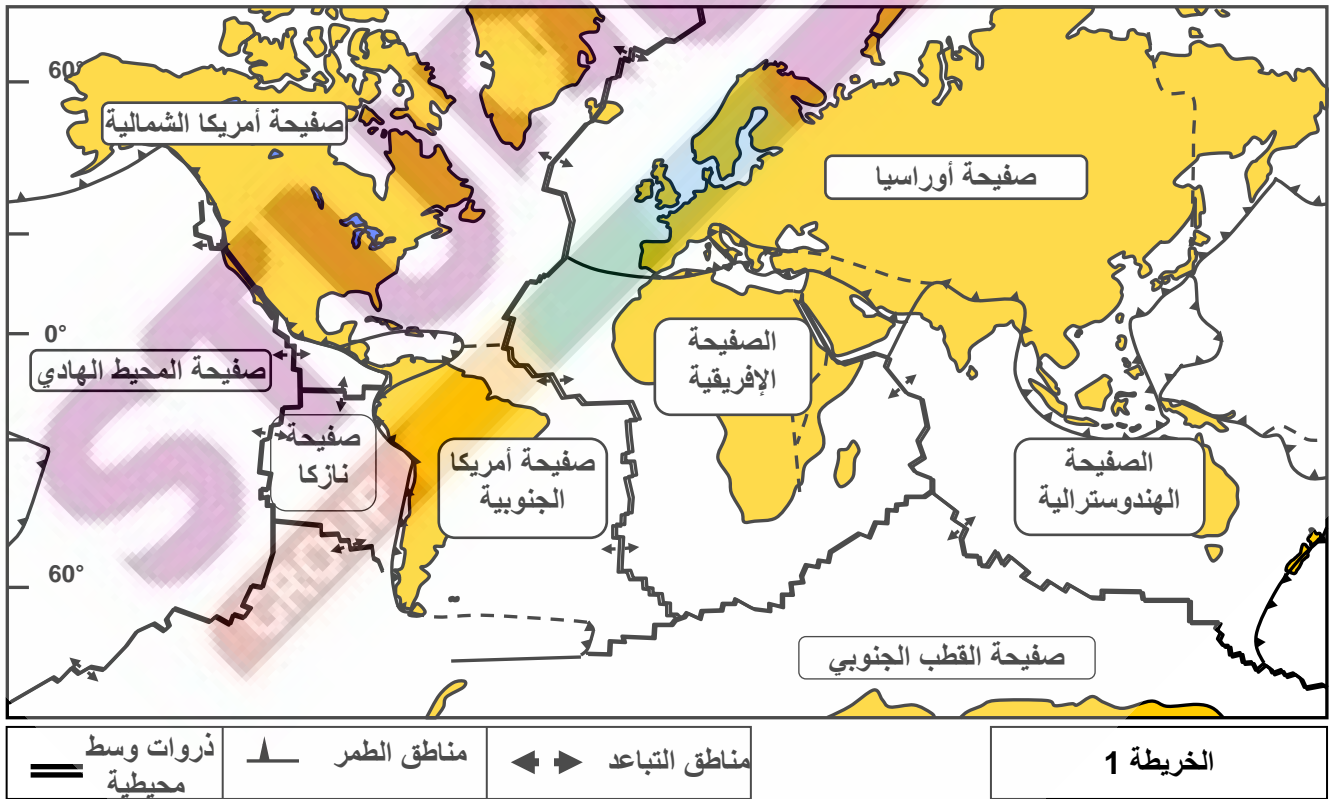 60°
صفيحة أمريكا الشمالية
صفيحة أوراسيا
0°
صفيحة المحيط الهادي
الصفيحة
الإفريقية
صفيحة
نازكا
صفيحة أمريكا
الجنوبية
الصفيحة
الهندوسترالية
60°
صفيحة القطب الجنوبي
ذروات وسط
محيطية
مناطق الطمر
مناطق التباعد
الخريطة 1
GROUP